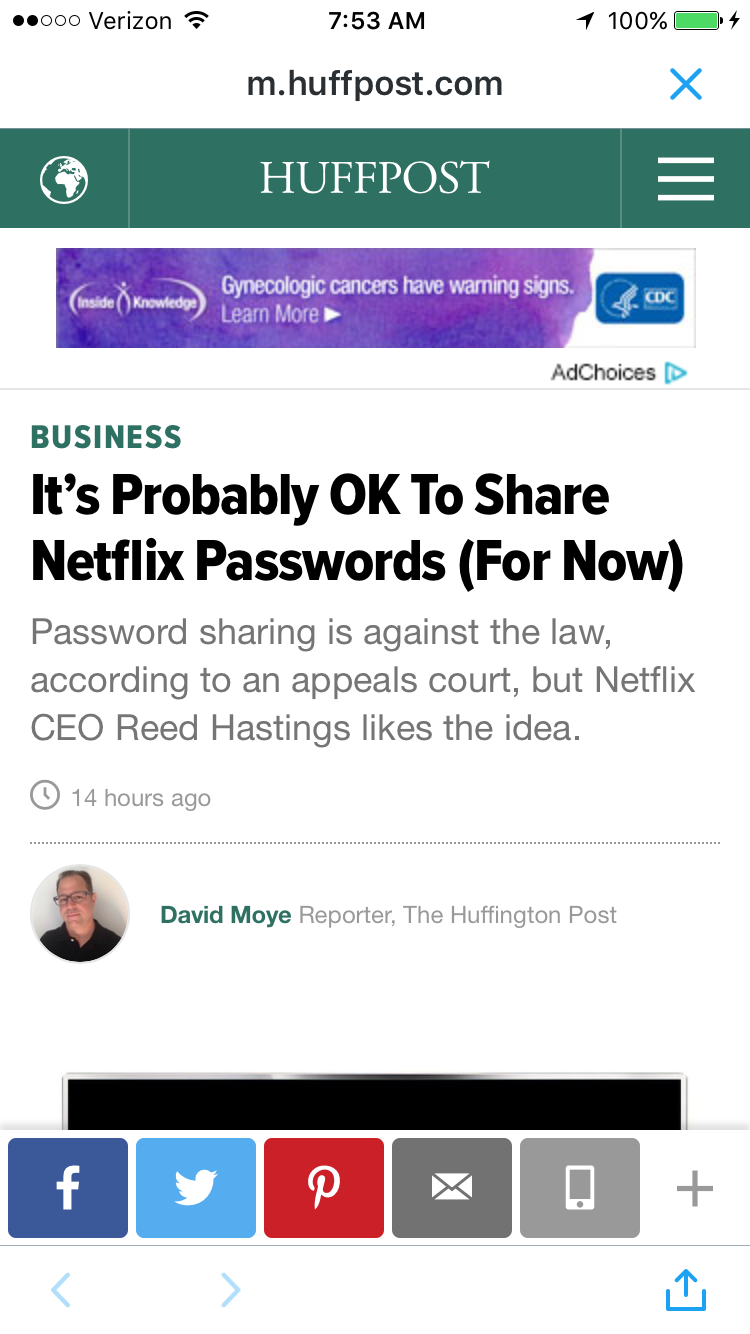 Verizon 7:53 AM 100%
m.huffpost.com
HUFFPOST
Inside Knowledge
Gynecologic cancers have warning signs.
Learn More
CDC
AdChoices
BUSINESS
It’s Probably OK To Share
Netflix Passwords (For Now)
Password sharing is against the law,
according to an appeals court, but Netflix
CEO Reed Hastings likes the idea.
14 hours ago
David Moye Reporter, The Huffington Post